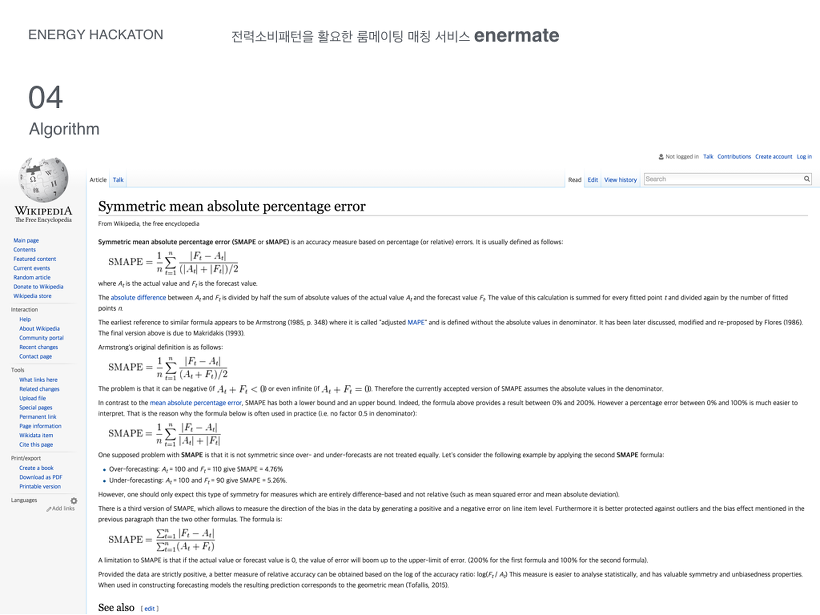 ENERGY HACKATON
전력소비패턴을 활요한 룸메이팅 매칭 서비스 enermate
04
Algorithm
Not logged in Talk Contributions Create account Log in
Article Talk
Read Edit View history Search
WIKIPEDIA
The Free Encyclopedia
Main page
Contents
Featured content
Current events
Random article
Donate to Wikipedia
Wikipedia store
Interaction
Help
About Wikipedia
Community portal
Recent changes
Contact page
Tools
What links here
Related changes
Upload file
Special pages
Permanent link
Page information
Wikidata item
Cite this page
Print/export
Create a book
Download as PDF
Printable version
Languages
Add links
Symmetric mean absolute percentage error
From Wikipedia, the free encyclopedia
Symmetric mean absolute percentage error (SMAPE or sMAPE) is an accuracy measure based on percentage (or relative) errors. It is usually defined as follows:
SMAPE = 1/n ∑_{t=1}^{n} |F_t − A_t| / ((|A_t| + |F_t|)/2)
where A_t is the actual value and F_t is the forecast value.
The absolute difference between A_t and F_t is divided by half the sum of absolute values of the actual value A_t and the forecast value F_t. The value of this calculation is summed for every fitted point t and divided again by the number of fitted
points n.
The earliest reference to similar formula appears to be Armstrong (1985, p. 348) where it is called "adjusted MAPE" and is defined without the absolute values in denominator. It has been later discussed, modified and re-proposed by Flores (1986).
The final version above is due to Makridakis (1993).
Armstrong's original definition is as follows:
SMAPE = 1/n ∑_{t=1}^{n} |F_t − A_t| / ((A_t + F_t)/2)
The problem is that it can be negative (if A_t + F_t < 0) or even infinite (if A_t + F_t = 0). Therefore the currently accepted version of SMAPE assumes the absolute values in the denominator.
In contrast to the mean absolute percentage error, SMAPE has both a lower bound and an upper bound. Indeed, the formula above provides a result between 0% and 200%. However a percentage error between 0% and 100% is much easier to
interpret. That is the reason why the formula below is often used in practice (i.e. no factor 0.5 in denominator):
SMAPE = 1/n ∑_{t=1}^{n} |F_t − A_t| / (|A_t| + |F_t|)
One supposed problem with SMAPE is that it is not symmetric since over- and under-forecasts are not treated equally. Let's consider the following example by applying the second SMAPE formula:
• Over-forecasting: A_t = 100 and F_t = 110 give SMAPE = 4.76%
• Under-forecasting: A_t = 100 and F_t = 90 give SMAPE = 5.26%.
However, one should only expect this type of symmetry for measures which are entirely difference-based and not relative (such as mean squared error and mean absolute deviation).
There is a third version of SMAPE, which allows to measure the direction of the bias in the data by generating a positive and a negative error on line item level. Furthermore it is better protected against outliers and the bias effect mentioned in the
previous paragraph than the two other formulas. The formula is:
SMAPE = ∑_{t=1}^{n} |F_t − A_t| / ∑_{t=1}^{n} (A_t + F_t)
A limitation to SMAPE is that if the actual value or forecast value is 0, the value of error will boom up to the upper-limit of error. (200% for the first formula and 100% for the second formula).
Provided the data are strictly positive, a better measure of relative accuracy can be obtained based on the log of the accuracy ratio: log(F_t / A_t) This measure is easier to analyse statistically, and has valuable symmetry and unbiasedness properties.
When used in constructing forecasting models the resulting prediction corresponds to the geometric mean (Tofallis, 2015).
See also [ edit ]